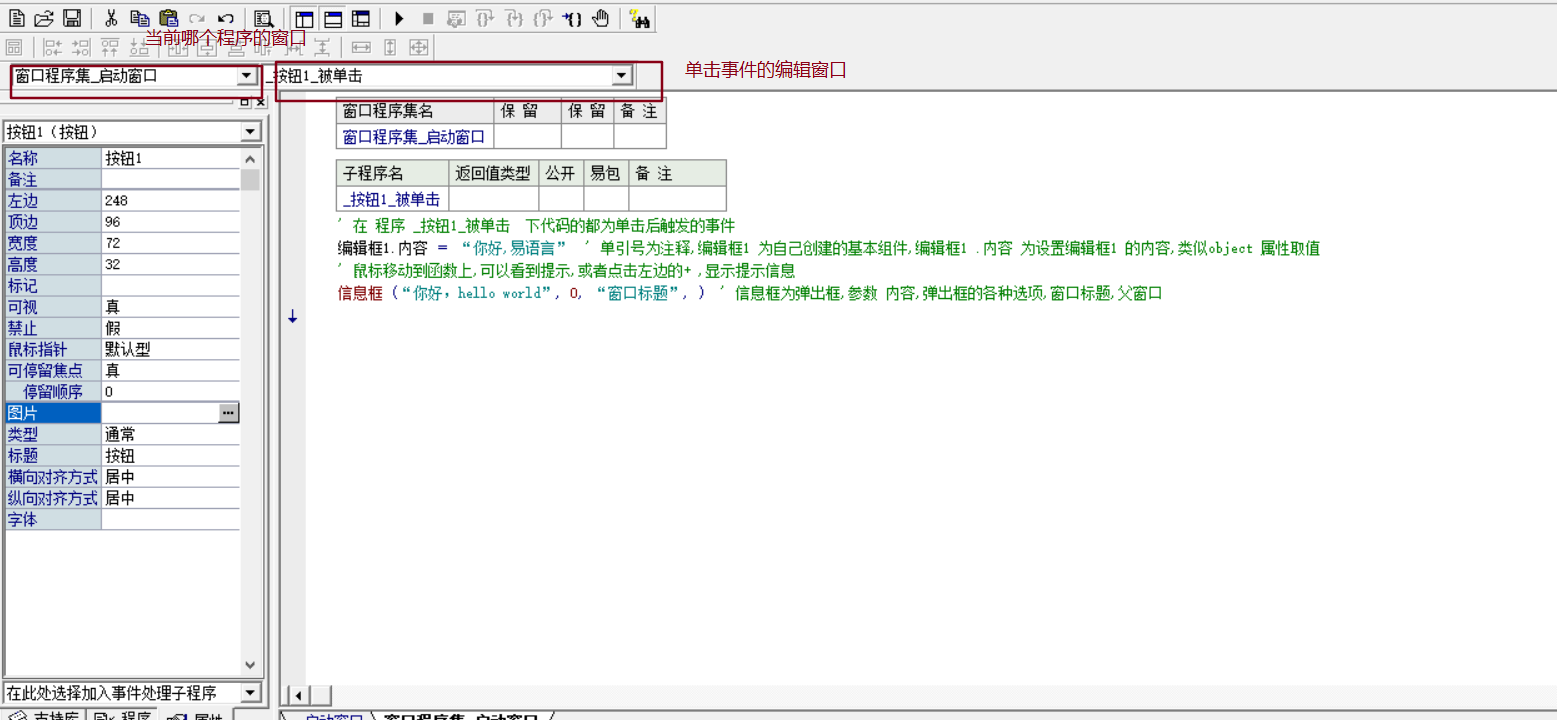 当前哪个程序的窗口
窗口程序集_启动窗口
_按钮1_被单击
单击事件的编辑窗口
按钮1（按钮）
名称 按钮1
备注
左边 248
顶边 96
宽度 72
高度 32
标记
可视 真
禁止 假
鼠标指针 默认型
可停留焦点 真
停留顺序 0
图片
类型 通常
标题 按钮
横向对齐方式 居中
纵向对齐方式 居中
字体
在此处选择加入事件处理子程序
支持库 程序 属性
窗口程序集名 保 留 保 留 备 注
窗口程序集_启动窗口
子程序名 返回值类型 公开 易包 备 注
_按钮1_被单击
' 在 程序 _按钮1_被单击 下代码的都为单击后触发的事件
编辑框1.内容 = “你好,易语言” ' 单引号为注释,编辑框1 为自己创建的基本组件,编辑框1 .内容 为设置编辑框1 的内容,类似object 属性取值
' 鼠标移动到函数上,可以看到提示,或者点击左边的+ ,显示提示信息
信息框 (“你好，hello world”, 0, “窗口标题”, ) ' 信息框为弹出框,参数 内容,弹出框的各种选项,窗口标题,父窗口
启动窗口 窗口程序集_启动窗口